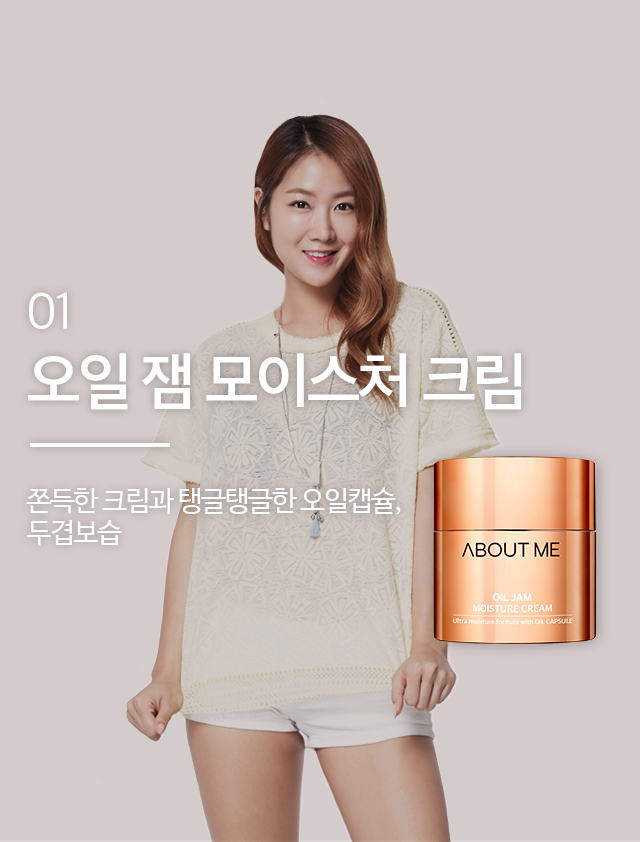 01
오일 잼 모이스처 크림
쫀득한 크림과 탱글탱글한 오일캡슐,
두겹보습
ABOUT ME
OIL JAM
MOISTURE CREAM
Ultra moisture formula with OIL CAPSULE